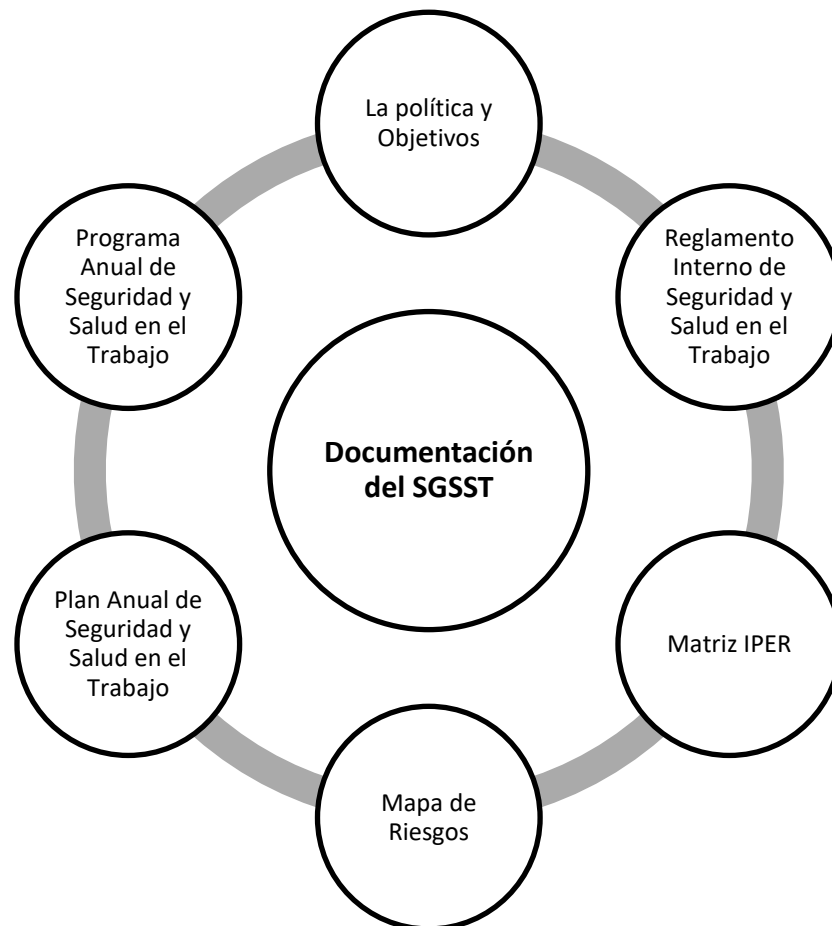 La política y
Objetivos
Reglamento
Interno de
Seguridad y
Salud en el
Trabajo
Matriz IPER
Mapa de
Riesgos
Plan Anual de
Seguridad y
Salud en el
Trabajo
Programa
Anual de
Seguridad y
Salud en el
Trabajo
Documentación
del SGSST